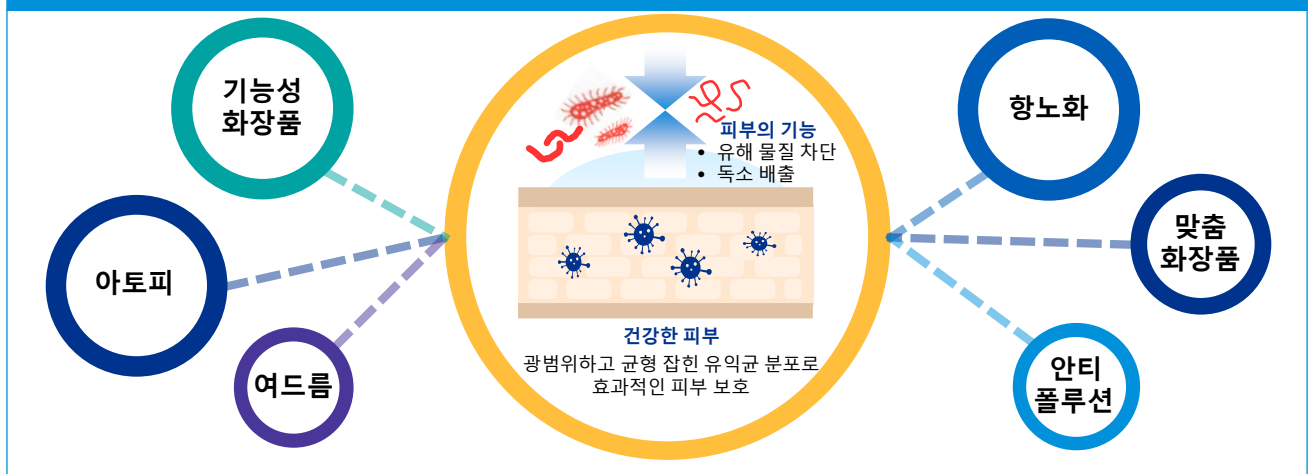 기능성
화장품
아토피
여드름
피부의 기능
• 유해 물질 차단
• 독소 배출
건강한 피부
광범위하고 균형 잡힌 유익균 분포로
효과적인 피부 보호
항노화
맞춤
화장품
안티
폴루션